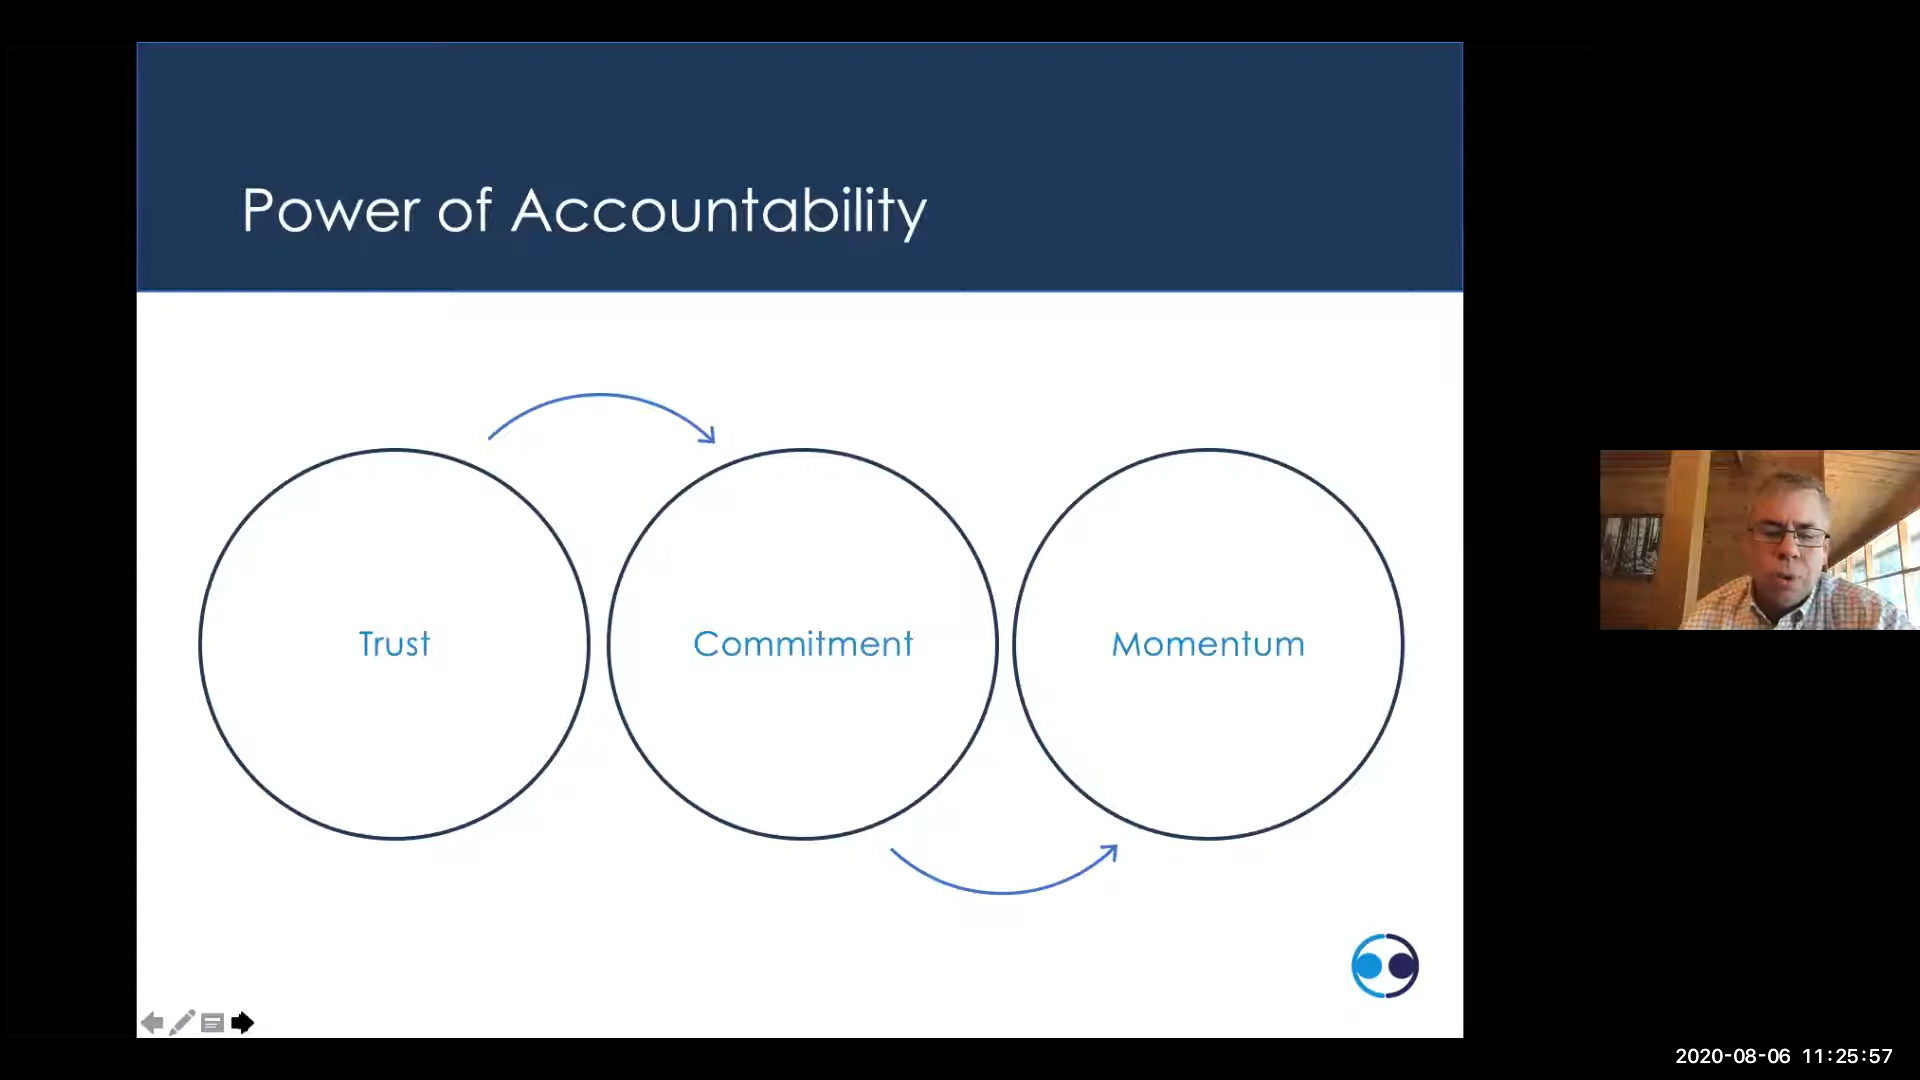 Power of Accountability
Trust
Commitment
Momentum
2020-08-06 11:25:57